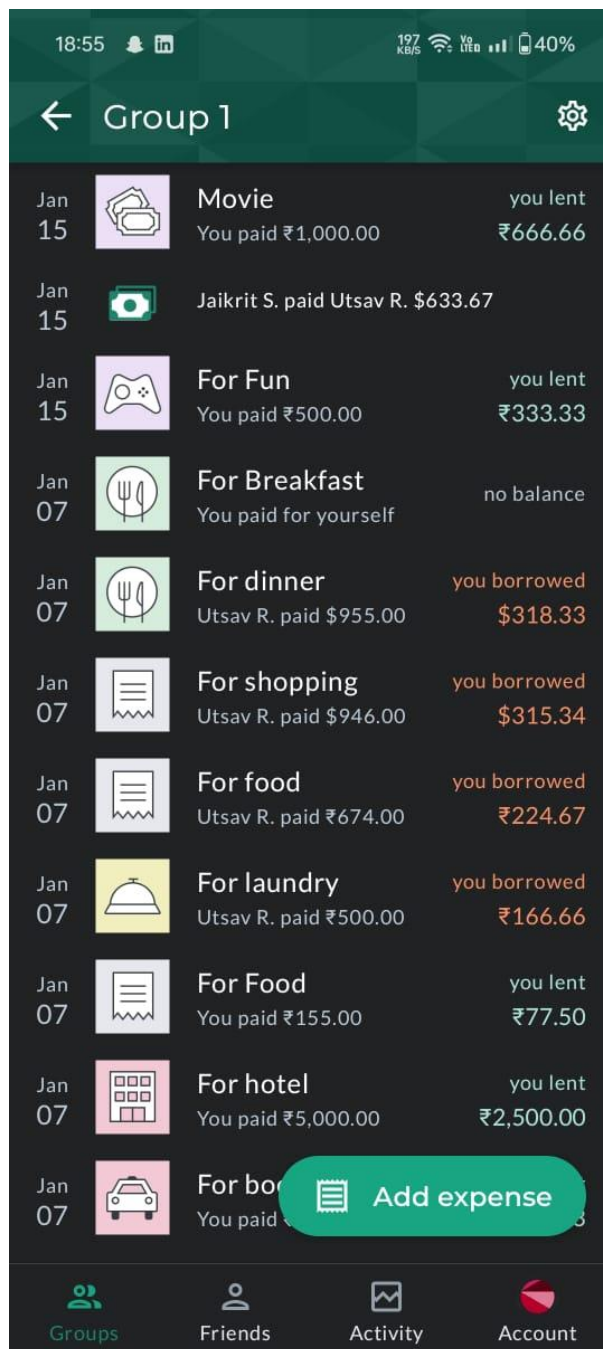 18:55
197 KB/S
Vo LTED
40%
Group 1
Jan 15
Movie
You paid ₹1,000.00
you lent
₹666.66
Jan 15
Jaikrit S. paid Utsav R. $633.67
Jan 15
For Fun
You paid ₹500.00
you lent
₹333.33
Jan 07
For Breakfast
You paid for yourself
no balance
Jan 07
For dinner
Utsav R. paid $955.00
you borrowed
$318.33
Jan 07
For shopping
Utsav R. paid $946.00
you borrowed
$315.34
Jan 07
For food
Utsav R. paid ₹674.00
you borrowed
₹224.67
Jan 07
For laundry
Utsav R. paid ₹500.00
you borrowed
₹166.66
Jan 07
For Food
You paid ₹155.00
you lent
₹77.50
Jan 07
For hotel
You paid ₹5,000.00
you lent
₹2,500.00
Jan 07
For
You paid
Add expense
Groups
Friends
Activity
Account